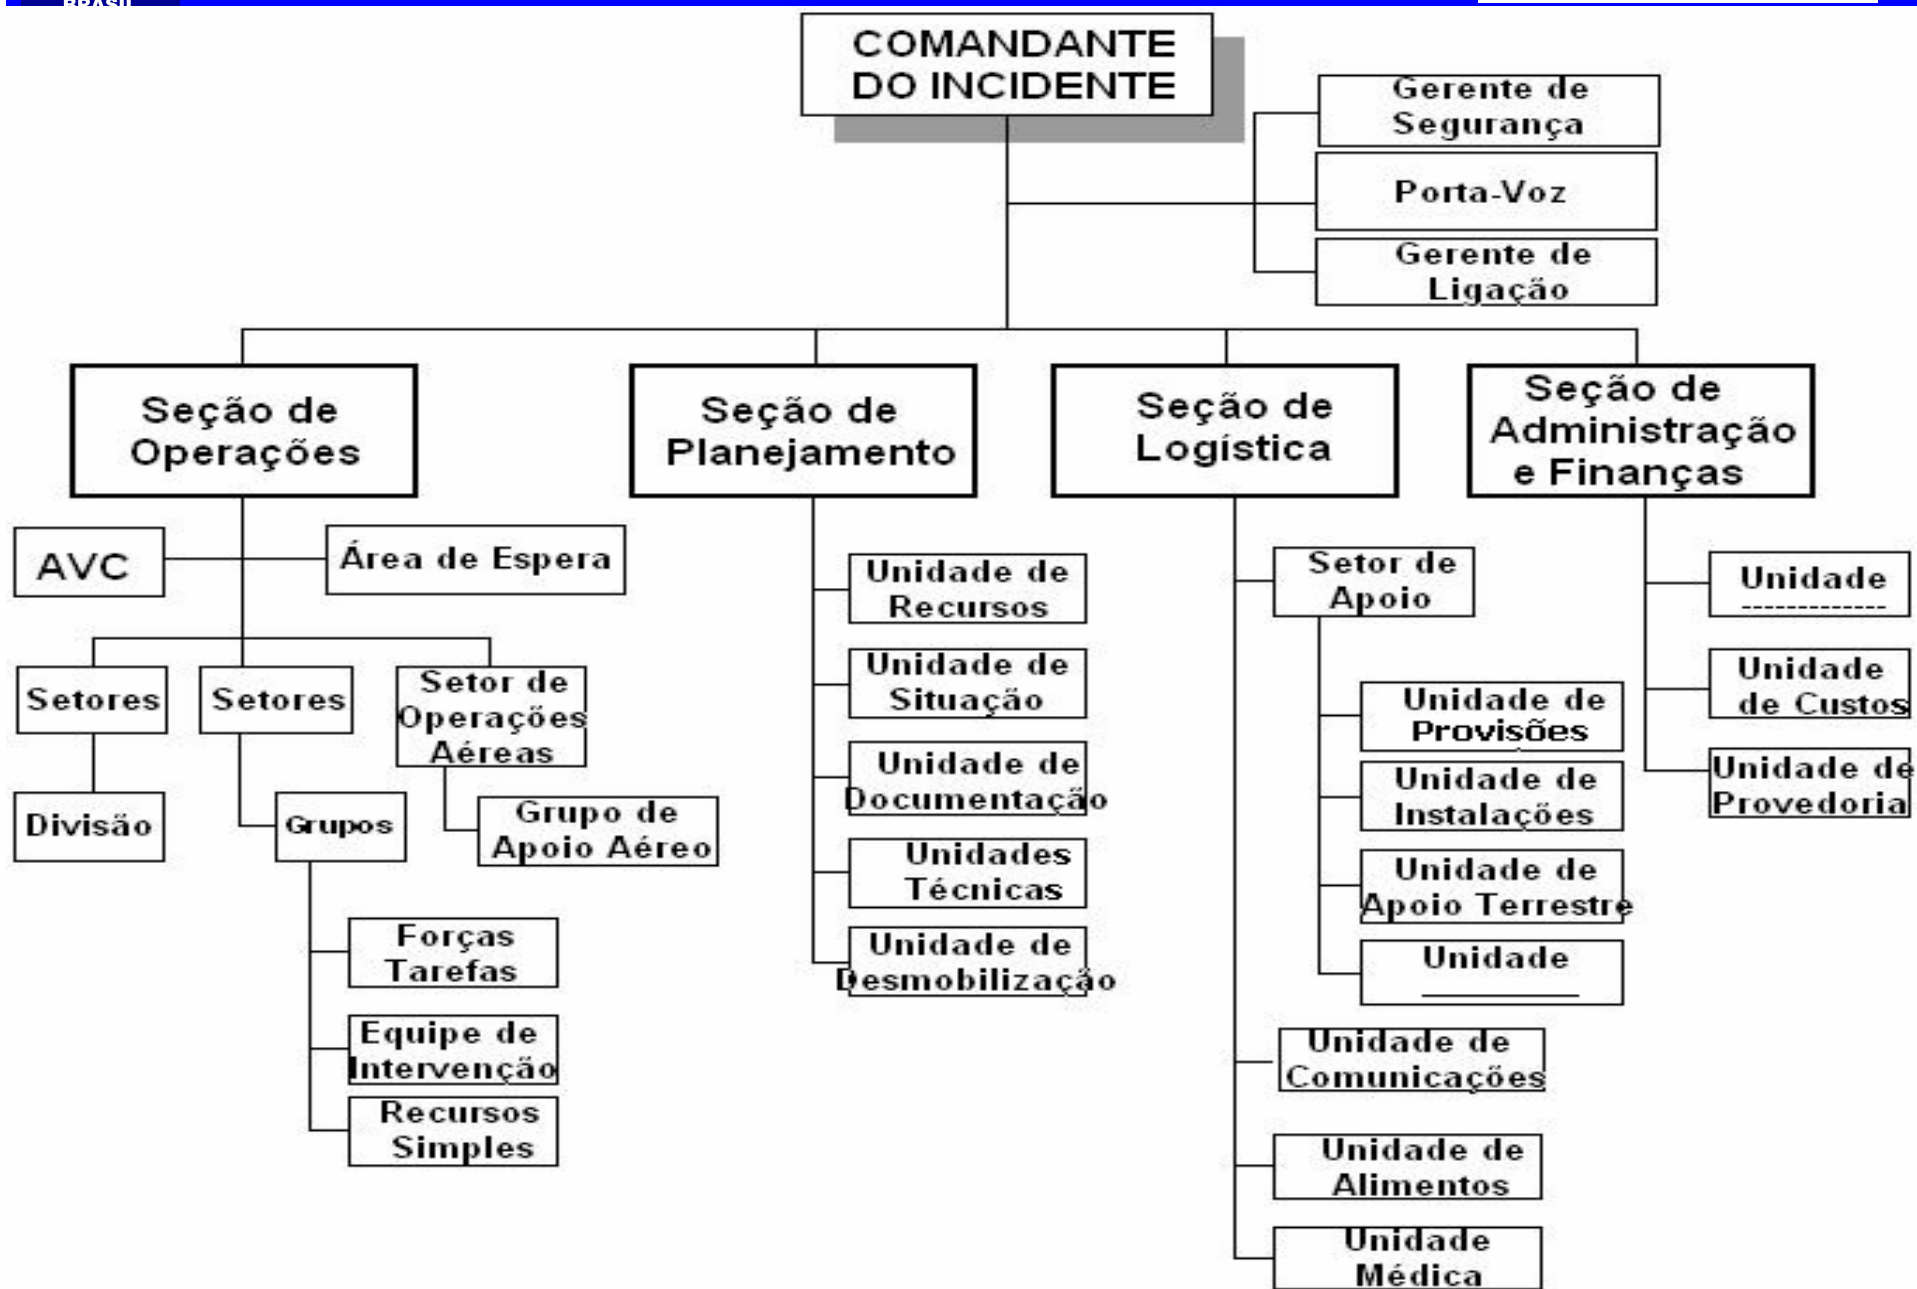 BRASIL
COMANDANTE
DO INCIDENTE
Gerente de
Segurança
Porta-Voz
Gerente de
Ligação
Seção de
Operações
Seção de
Planejamento
Seção de
Logística
Seção de
Administração
e Finanças
AVC
Área de Espera
Setores
Setores
Setor de
Operações
Aéreas
Divisão
Grupos
Grupo de
Apoio Aéreo
Forças
Tarefas
Equipe de
Intervenção
Recursos
Simples
Unidade de
Recursos
Unidade de
Situação
Unidade de
Documentação
Unidades
Técnicas
Unidade de
Desmobilização
Setor de
Apoio
Unidade de
Provisões
Unidade de
Instalações
Unidade de
Apoio Terrestre
Unidade
__________
Unidade de
Comunicações
Unidade de
Alimentos
Unidade
Médica
Unidade
-------------
Unidade
de Custos
Unidade de
Provedoria